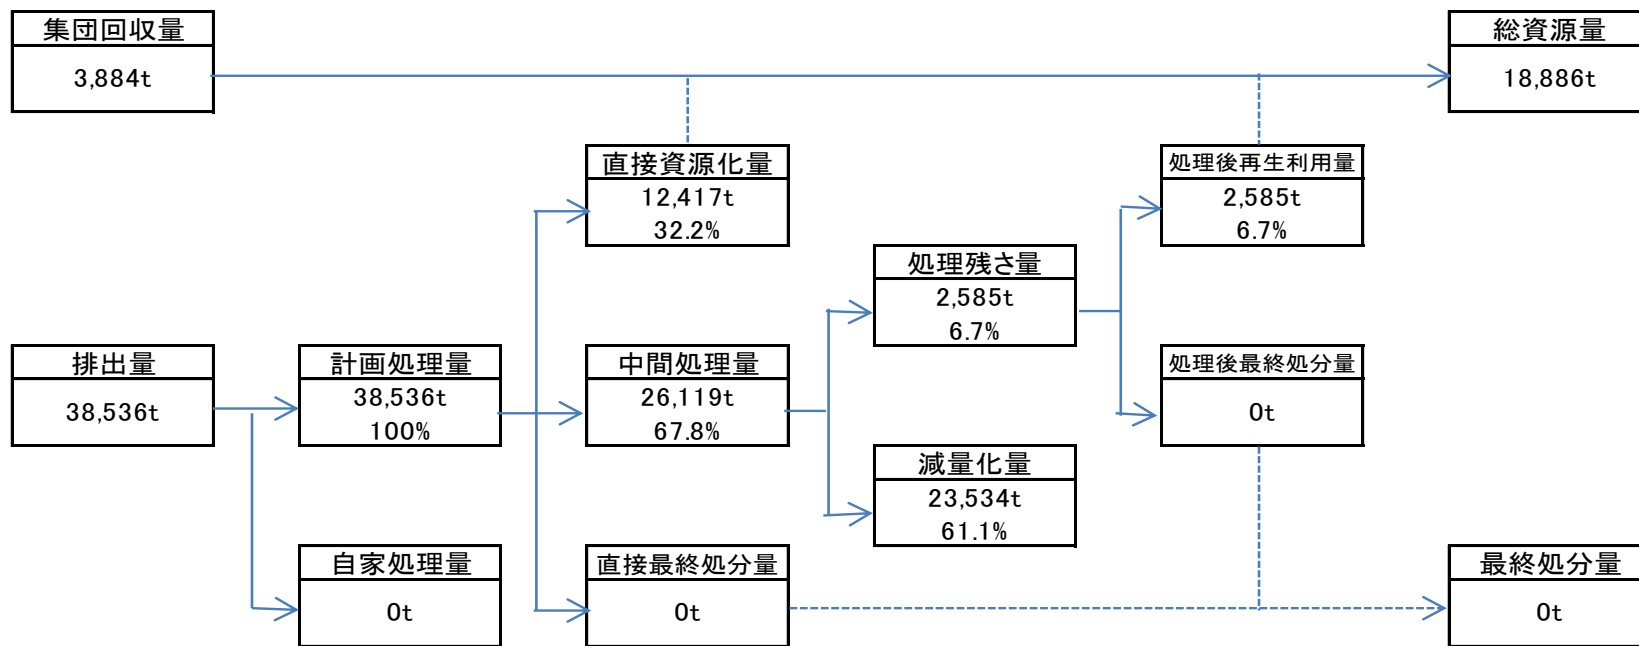 集団回収量
3,884t
総資源量
18,886t
直接資源化量
12,417t
32.2%
処理後再生利用量
2,585t
6.7%
処理残さ量
2,585t
6.7%
排出量
38,536t
計画処理量
38,536t
100%
中間処理量
26,119t
67.8%
処理後最終処分量
0t
減量化量
23,534t
61.1%
自家処理量
0t
直接最終処分量
0t
最終処分量
0t